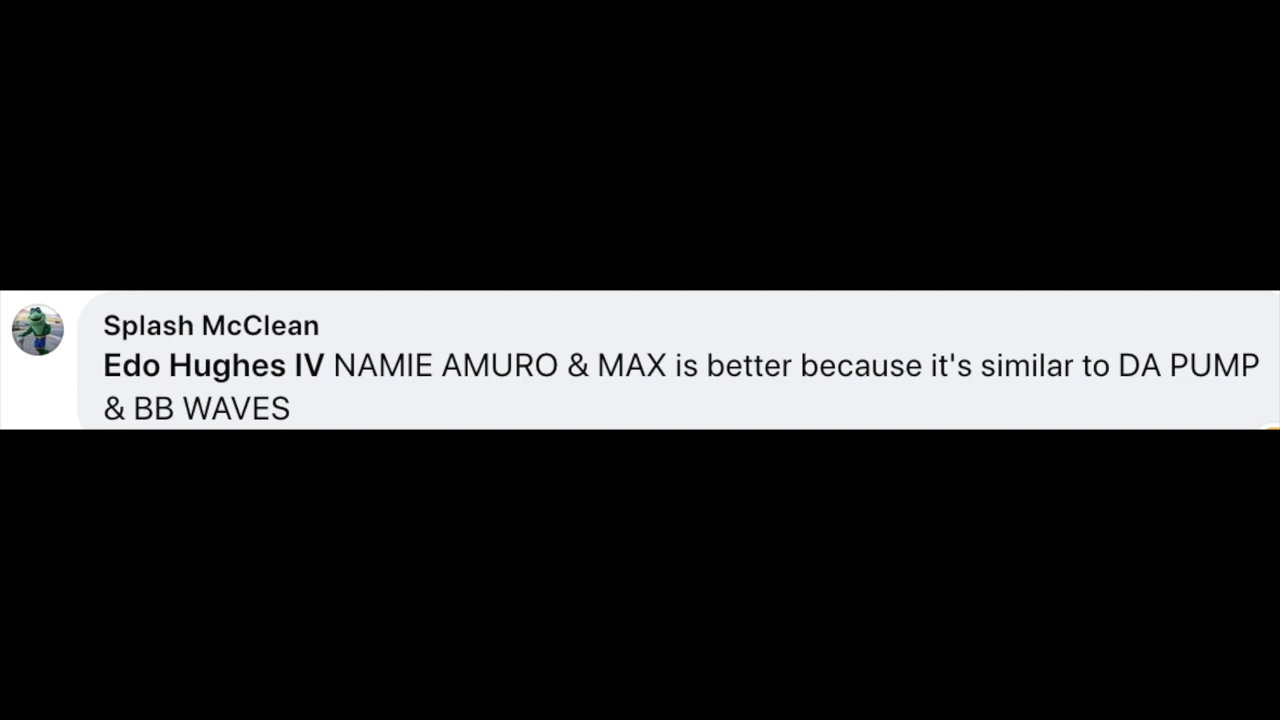 Splash McClean
Edo Hughes IV NAMIE AMURO & MAX is better because it's similar to DA PUMP
& BB WAVES